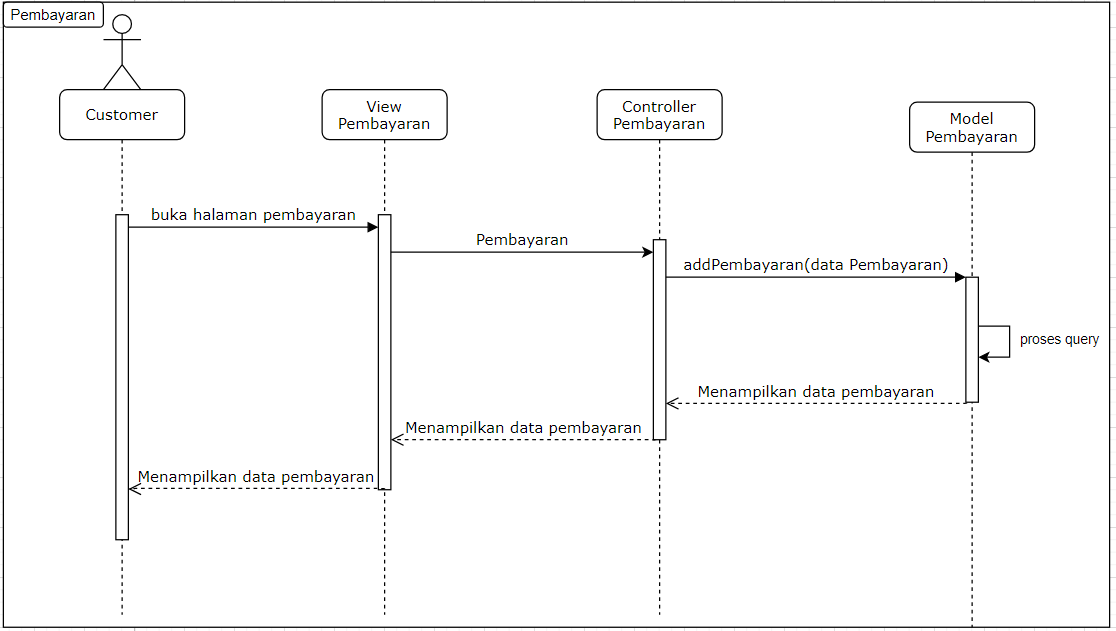 Pembayaran
Customer
View
Pembayaran
Controller
Pembayaran
Model
Pembayaran
buka halaman pembayaran
Pembayaran
addPembayaran(data Pembayaran)
proses query
Menampilkan data pembayaran
Menampilkan data pembayaran
Menampilkan data pembayaran